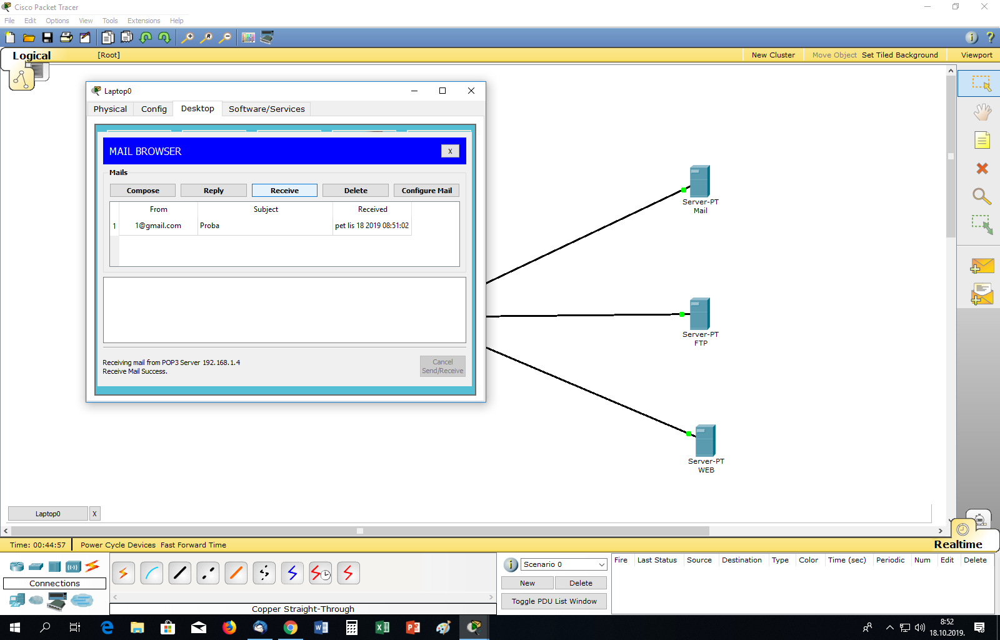 Cisco Packet Tracer
File Edit Options View Tools Extensions Help
Logical [Root] New Cluster Move Object Set Tiled Background Viewport
Laptop0
Physical Config Desktop Software/Services
MAIL BROWSER X
Mails
Compose Reply Receive Delete Configure Mail
From Subject Received
1 1@gmail.com Proba pet lis 18 2019 08:51:02
Receiving mail from POP3 Server 192.168.1.4
Receive Mail Success.
Cancel
Send/Receive
Server-PT
Mail
Server-PT
FTP
Server-PT
WEB
Laptop0 X
Realtime
Time: 00:44:57 Power Cycle Devices Fast Forward Time
Connections
Copper Straight-Through
Scenario 0
New Delete
Toggle PDU List Window
Fire Last Status Source Destination Type Color Time (sec) Periodic Num Edit Delete
8:52
18.10.2019.